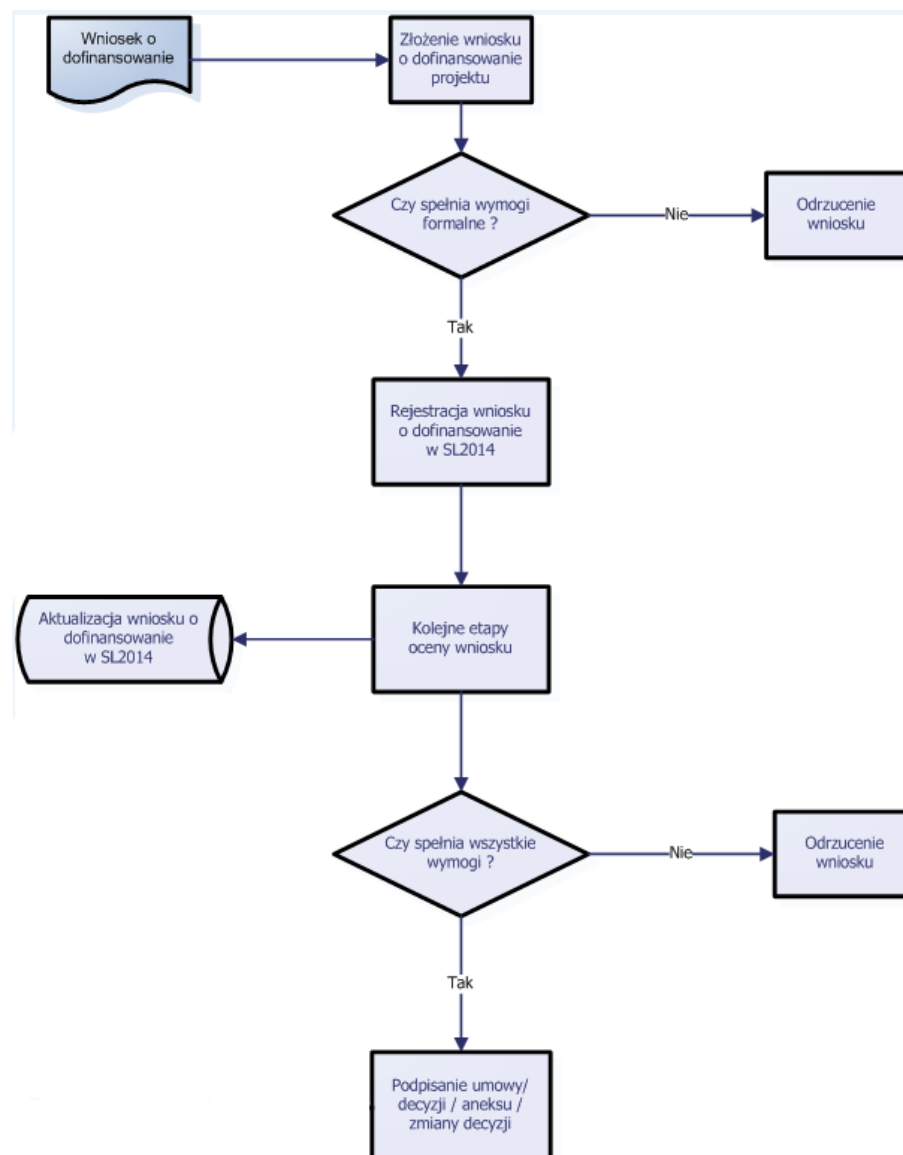 Wniosek o
dofinansowanie
Złożenie wniosku
o dofinansowanie
projektu
Czy spełnia wymogi
formalne ?
Nie
Odrzucenie
wniosku
Tak
Rejestracja wniosku
o dofinansowanie
w SL2014
Aktualizacja wniosku o
dofinansowanie
w SL2014
Kolejne etapy
oceny wniosku
Czy spełnia wszystkie
wymogi ?
Nie
Odrzucenie
wniosku
Tak
Podpisanie umowy/
decyzji / aneksu /
zmiany decyzji